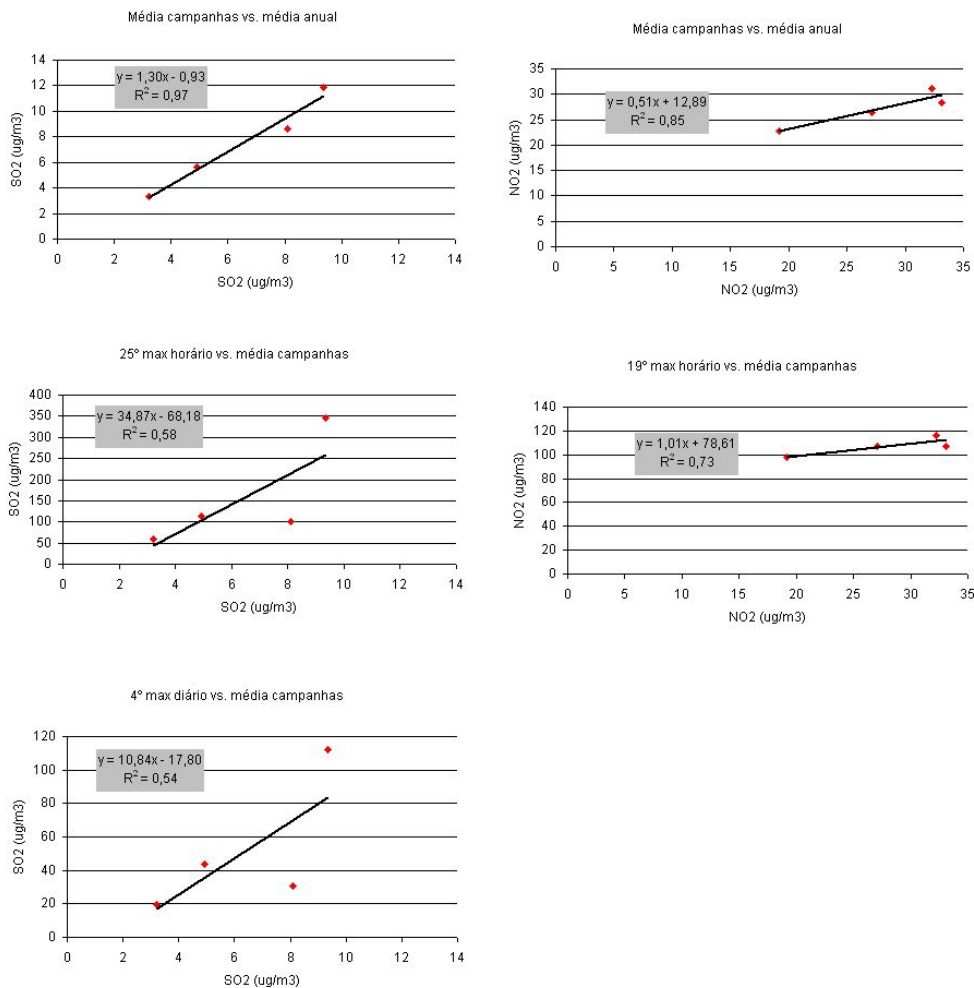 Média campanhas vs. média anual
14
12
10
8
6
4
2
0
SO2 (ug/m3)
y = 1,30x - 0,93
R² = 0,97
0 2 4 6 8 10 12 14
SO2 (ug/m3)
Média campanhas vs. média anual
35
30
25
20
15
10
5
0
NO2 (ug/m3)
y = 0,51x + 12,89
R² = 0,85
0 5 10 15 20 25 30 35
NO2 (ug/m3)
25º max horário vs. média campanhas
400
350
300
250
200
150
100
50
0
SO2 (ug/m3)
y = 34,87x - 68,18
R² = 0,58
0 2 4 6 8 10 12 14
SO2 (ug/m3)
19º max horário vs. média campanhas
140
120
100
80
60
40
20
0
NO2 (ug/m3)
y = 1,01x + 78,61
R² = 0,73
0 5 10 15 20 25 30 35
NO2 (ug/m3)
4º max diário vs. média campanhas
120
100
80
60
40
20
0
SO2 (ug/m3)
y = 10,84x - 17,80
R² = 0,54
0 2 4 6 8 10 12 14
SO2 (ug/m3)